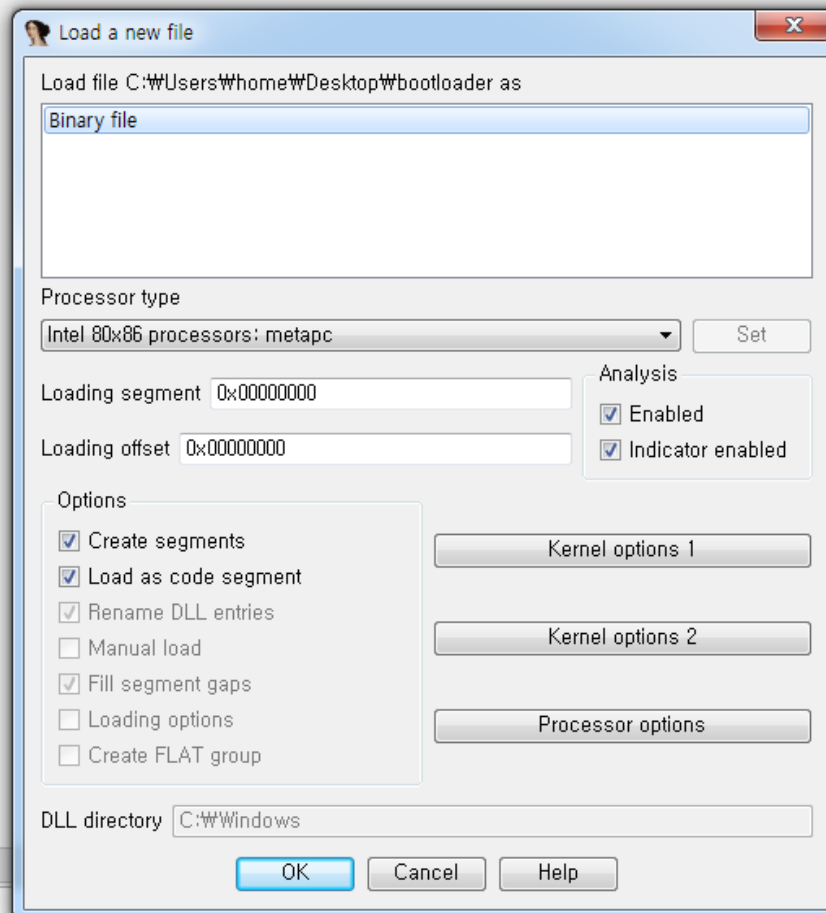 Load a new file
Load file C:₩Users₩home₩Desktop₩bootloader as
Binary file
Processor type
Intel 80x86 processors: metapc
Set
Loading segment 0x00000000
Loading offset 0x00000000
Analysis
Enabled
Indicator enabled
Options
Create segments
Load as code segment
Rename DLL entries
Manual load
Fill segment gaps
Loading options
Create FLAT group
Kernel options 1
Kernel options 2
Processor options
DLL directory C:₩Windows
OK Cancel Help